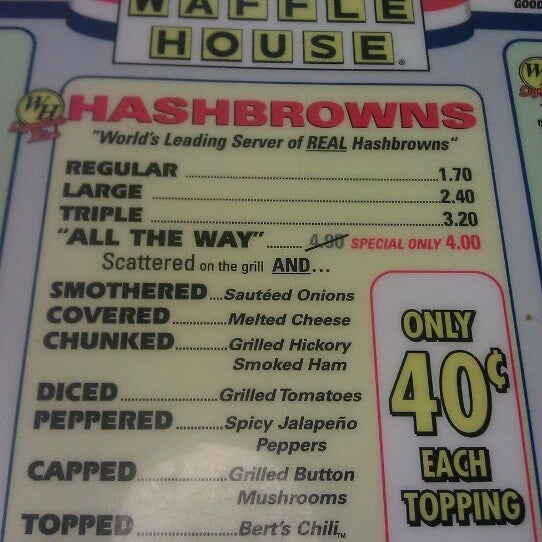 GOOD
WAFFLE
HOUSE®
WH
HASHBROWNS
"World's Leading Server of REAL Hashbrowns"
REGULAR ........ 1.70
LARGE ........ 2.40
TRIPLE ........ 3.20
"ALL THE WAY" ........ 4.90 SPECIAL ONLY 4.00
Scattered on the grill AND...
SMOTHERED .... Sautéed Onions
COVERED ........ Melted Cheese
CHUNKED ........ Grilled Hickory
Smoked Ham
DICED ........ Grilled Tomatoes
PEPPERED ........ Spicy Jalapeño
Peppers
CAPPED ........ Grilled Button
Mushrooms
TOPPED ........ Bert's Chili™
ONLY
40¢
EACH
TOPPING